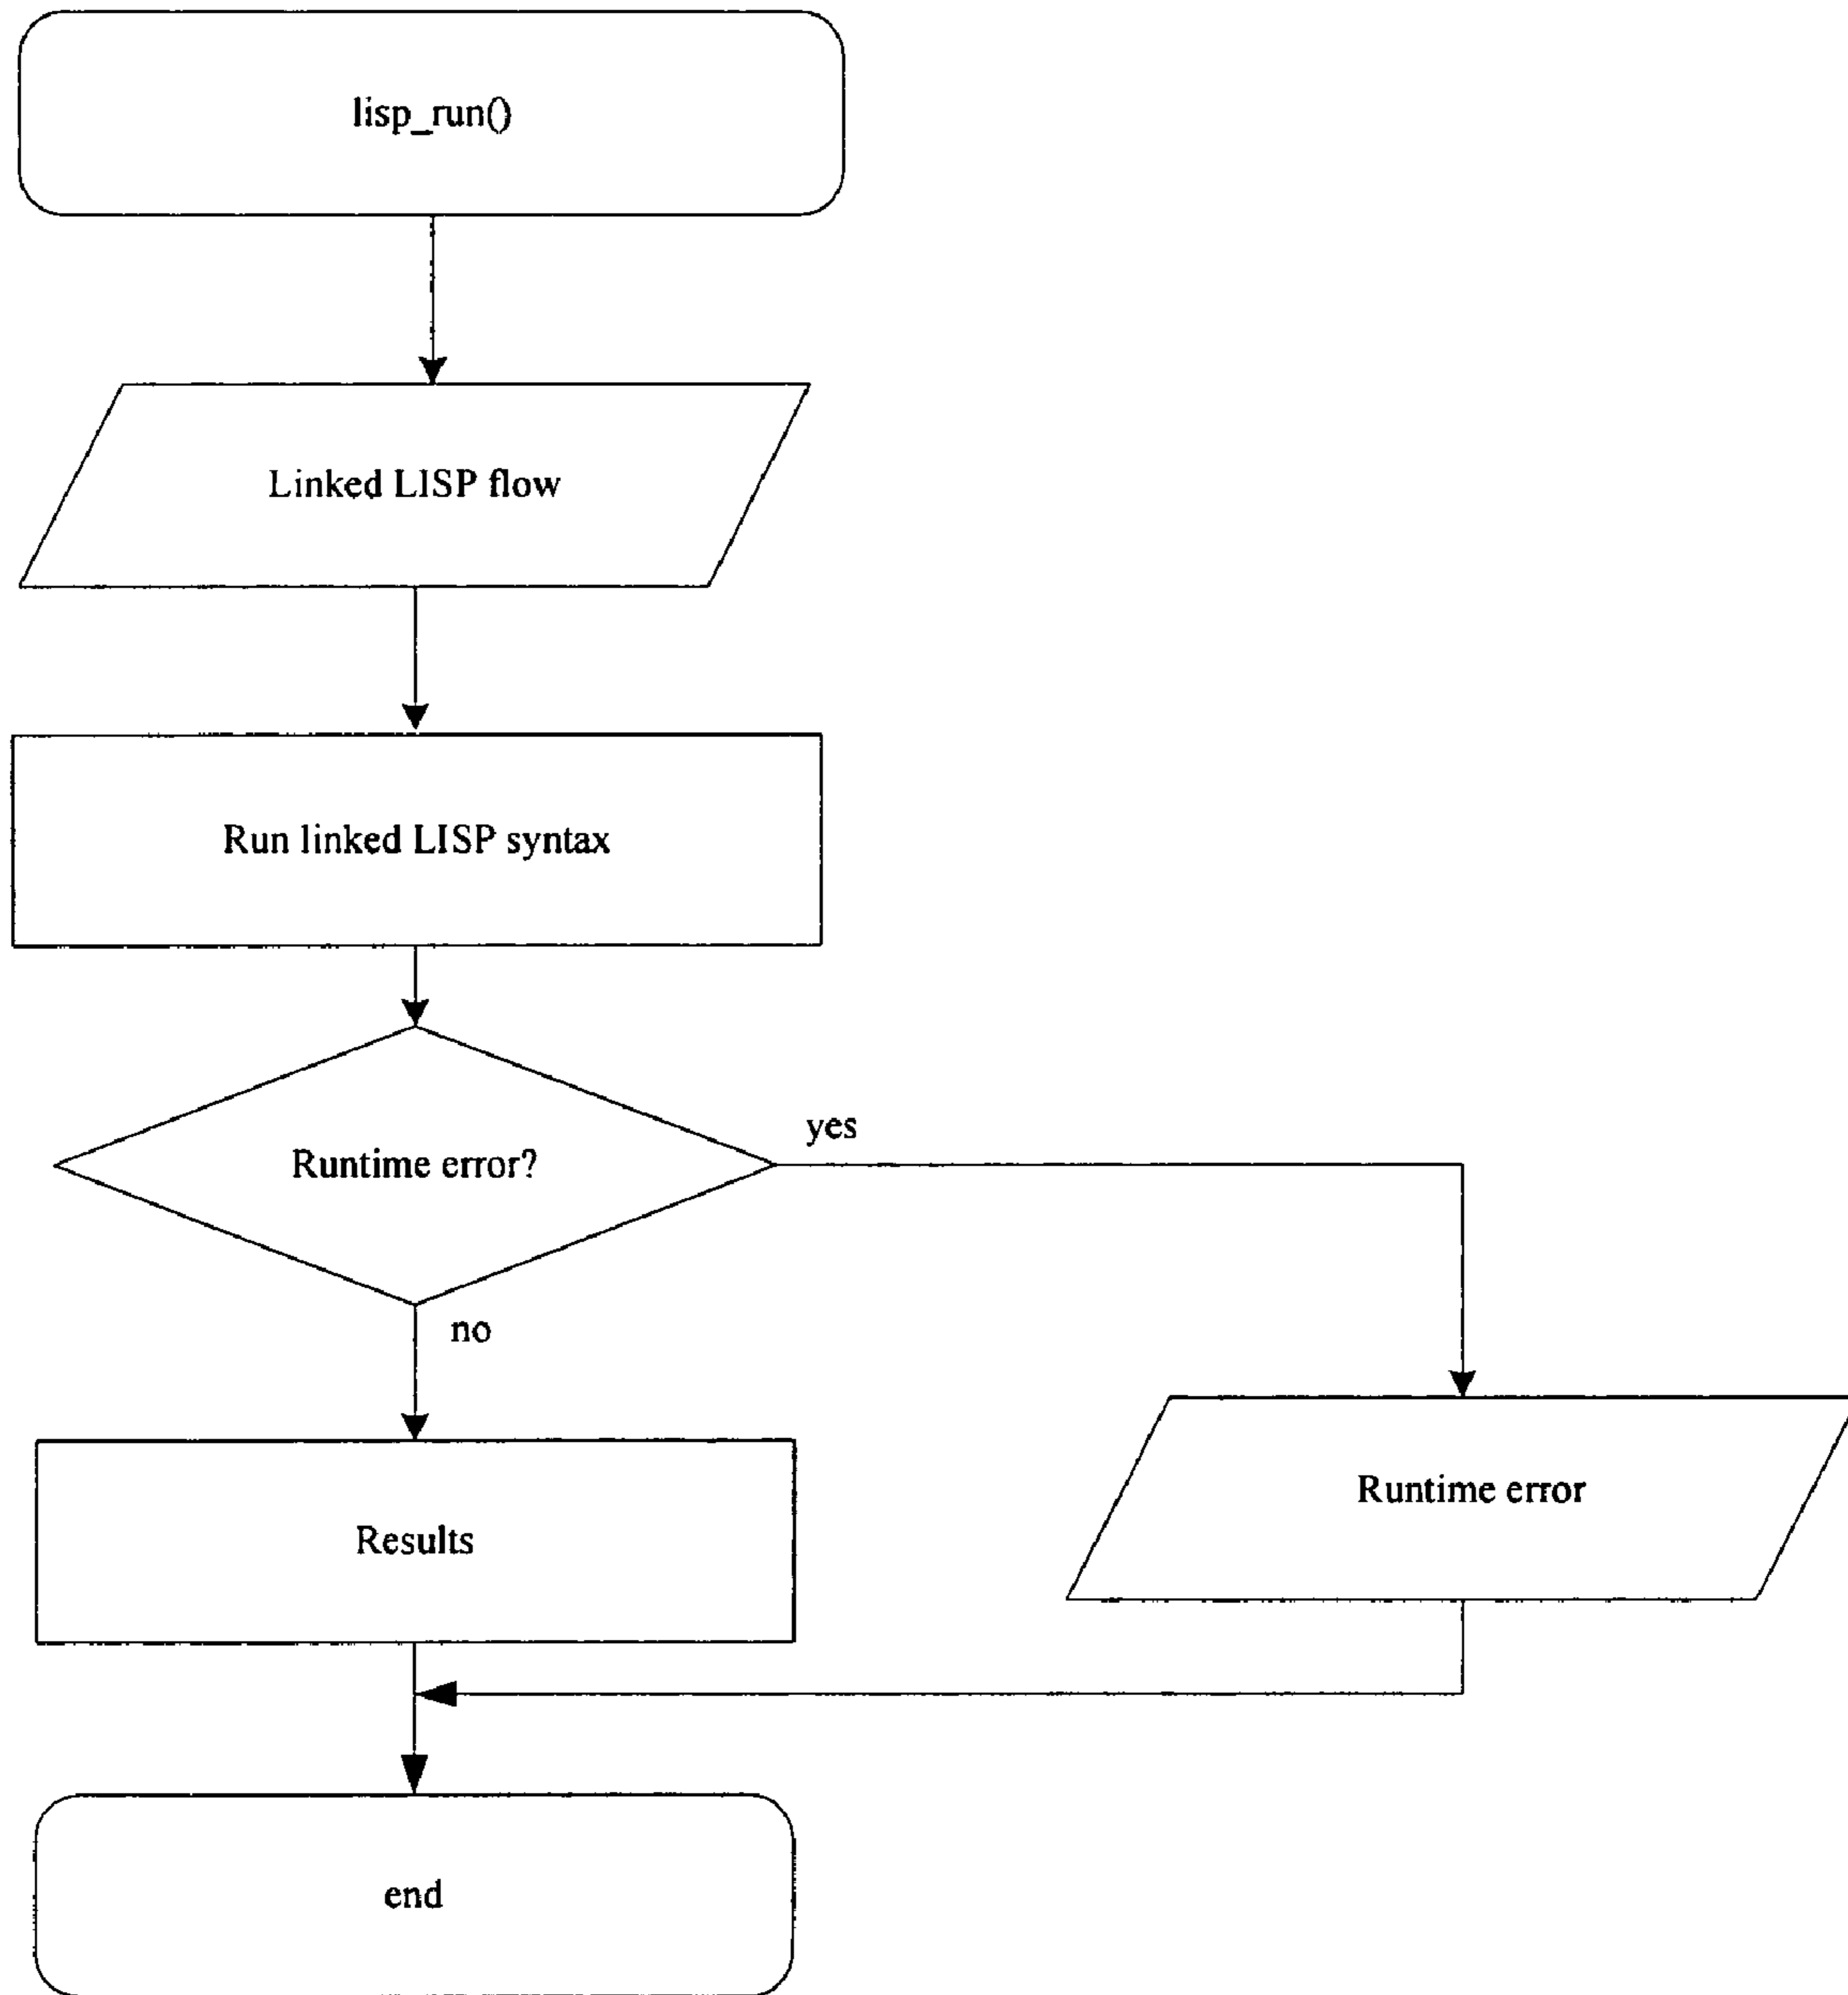 lisp_run()
Linked LISP flow
Run linked LISP syntax
Runtime error?
yes
no
Runtime error
Results
end